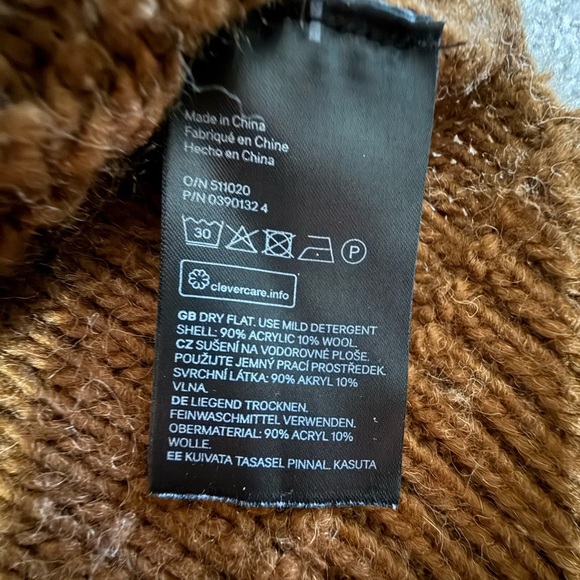 Made in China
Fabriqué en Chine
Hecho en China
O/N 511020
P/N 0390132 4
30
P
clevercare.info
GB DRY FLAT. USE MILD DETERGENT
SHELL: 90% ACRYLIC 10% WOOL.
CZ SUŠENÍ NA VODOROVNÉ PLOŠE.
POUŽIJTE JEMNÝ PRACÍ PROSTŘEDEK.
SVRCHNÍ LÁTKA: 90% AKRYL 10%
VLNA.
DE LIEGEND TROCKNEN.
FEINWASCHMITTEL VERWENDEN.
OBERMATERIAL: 90% ACRYL 10%
WOLLE.
EE KUIVATA TASASEL PINNAL. KASUTA